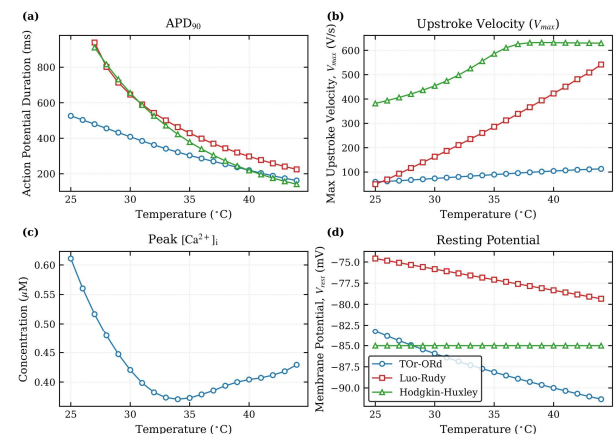 (a)
APD₉₀
Action Potential Duration (ms)
800
600
400
200
25
30
35
40
Temperature (°C)
(b)
Upstroke Velocity (Vmax)
Max Upstroke Velocity, Vmax (V/s)
600
500
400
300
200
100
25
30
35
40
Temperature (°C)
(c)
Peak [Ca²⁺]ᵢ
Concentration (μM)
0.60
0.55
0.50
0.45
0.40
25
30
35
40
Temperature (°C)
(d)
Resting Potential
Membrane Potential, Vrest (mV)
−75.0
−77.5
−80.0
−82.5
−85.0
−87.5
−90.0
TOr-ORd
Luo-Rudy
Hodgkin-Huxley
25
30
35
40
Temperature (°C)